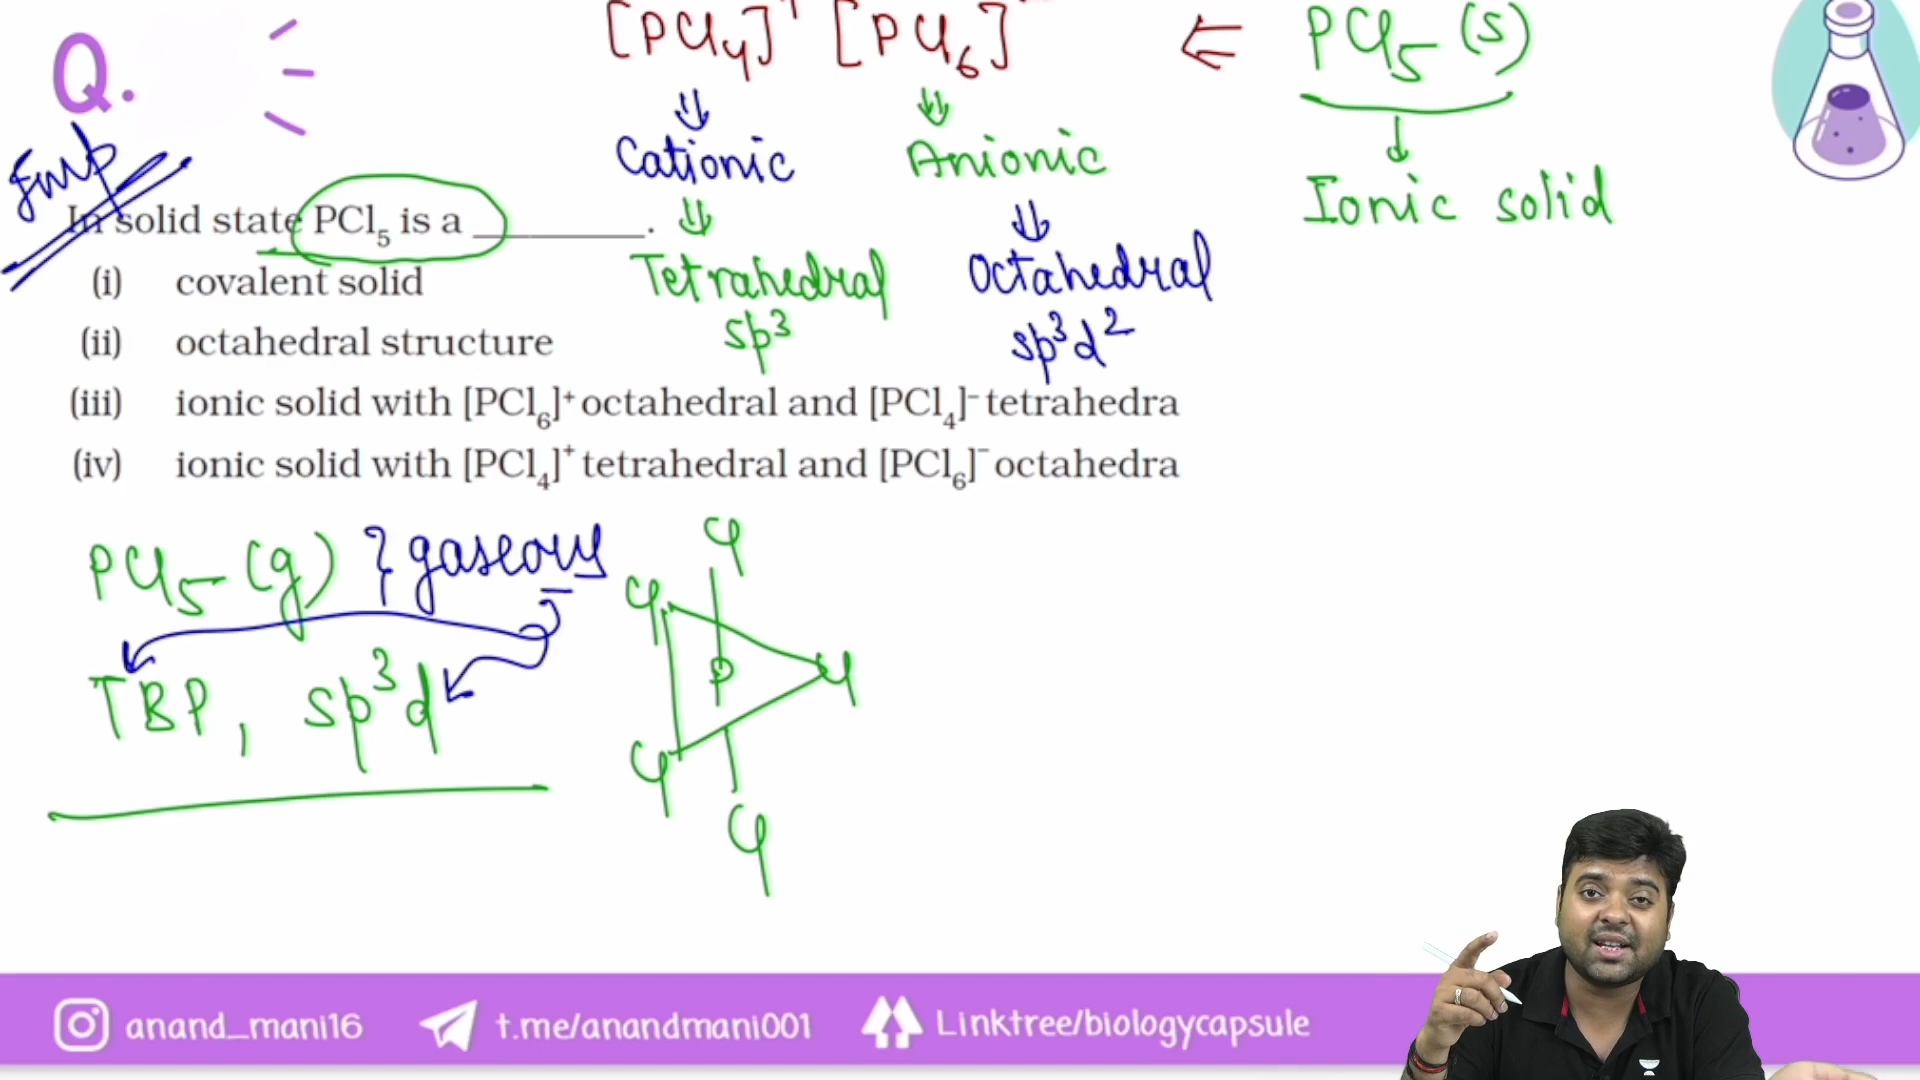 [PCl4]+ [PCl6]- ⇐ PCl5 (s)
Q.
Cationic Anionic
Ionic solid
Imp
In solid state PCl5 is a ________.
Tetrahedral Octahedral
(i) covalent solid
sp3 sp3d2
(ii) octahedral structure
(iii) ionic solid with [PCl6]+ octahedral and [PCl4]- tetrahedra
(iv) ionic solid with [PCl4]+ tetrahedral and [PCl6]- octahedra
PCl5 (g) } gaseous
TBP, sp3d
Cl
Cl
P Cl
Cl
Cl
anand_mani16 t.me/anandmani001 Linktree/biologycapsule